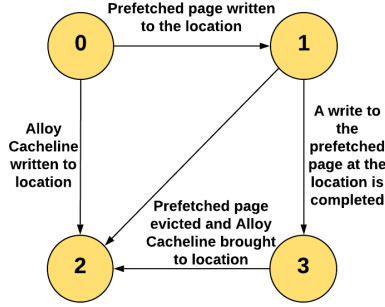 Prefetched page written
to the location
0
1
Alloy
Cacheline
written to
location
A write to
the
prefetched
page at the
location is
completed
Prefetched page
evicted and Alloy
Cacheline brought
to location
2
3